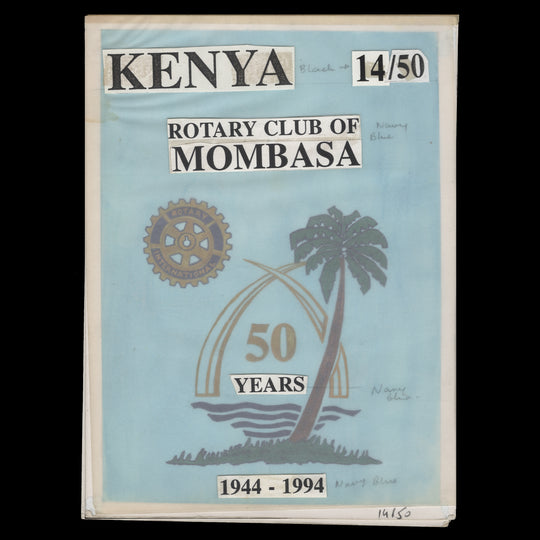 KENYA Black → 14/50
ROTARY CLUB OF Navy
MOMBASA Blue
ROTARY
INTERNATIONAL
50
YEARS Navy
Blue
1944 - 1994 Navy Blue
14/50